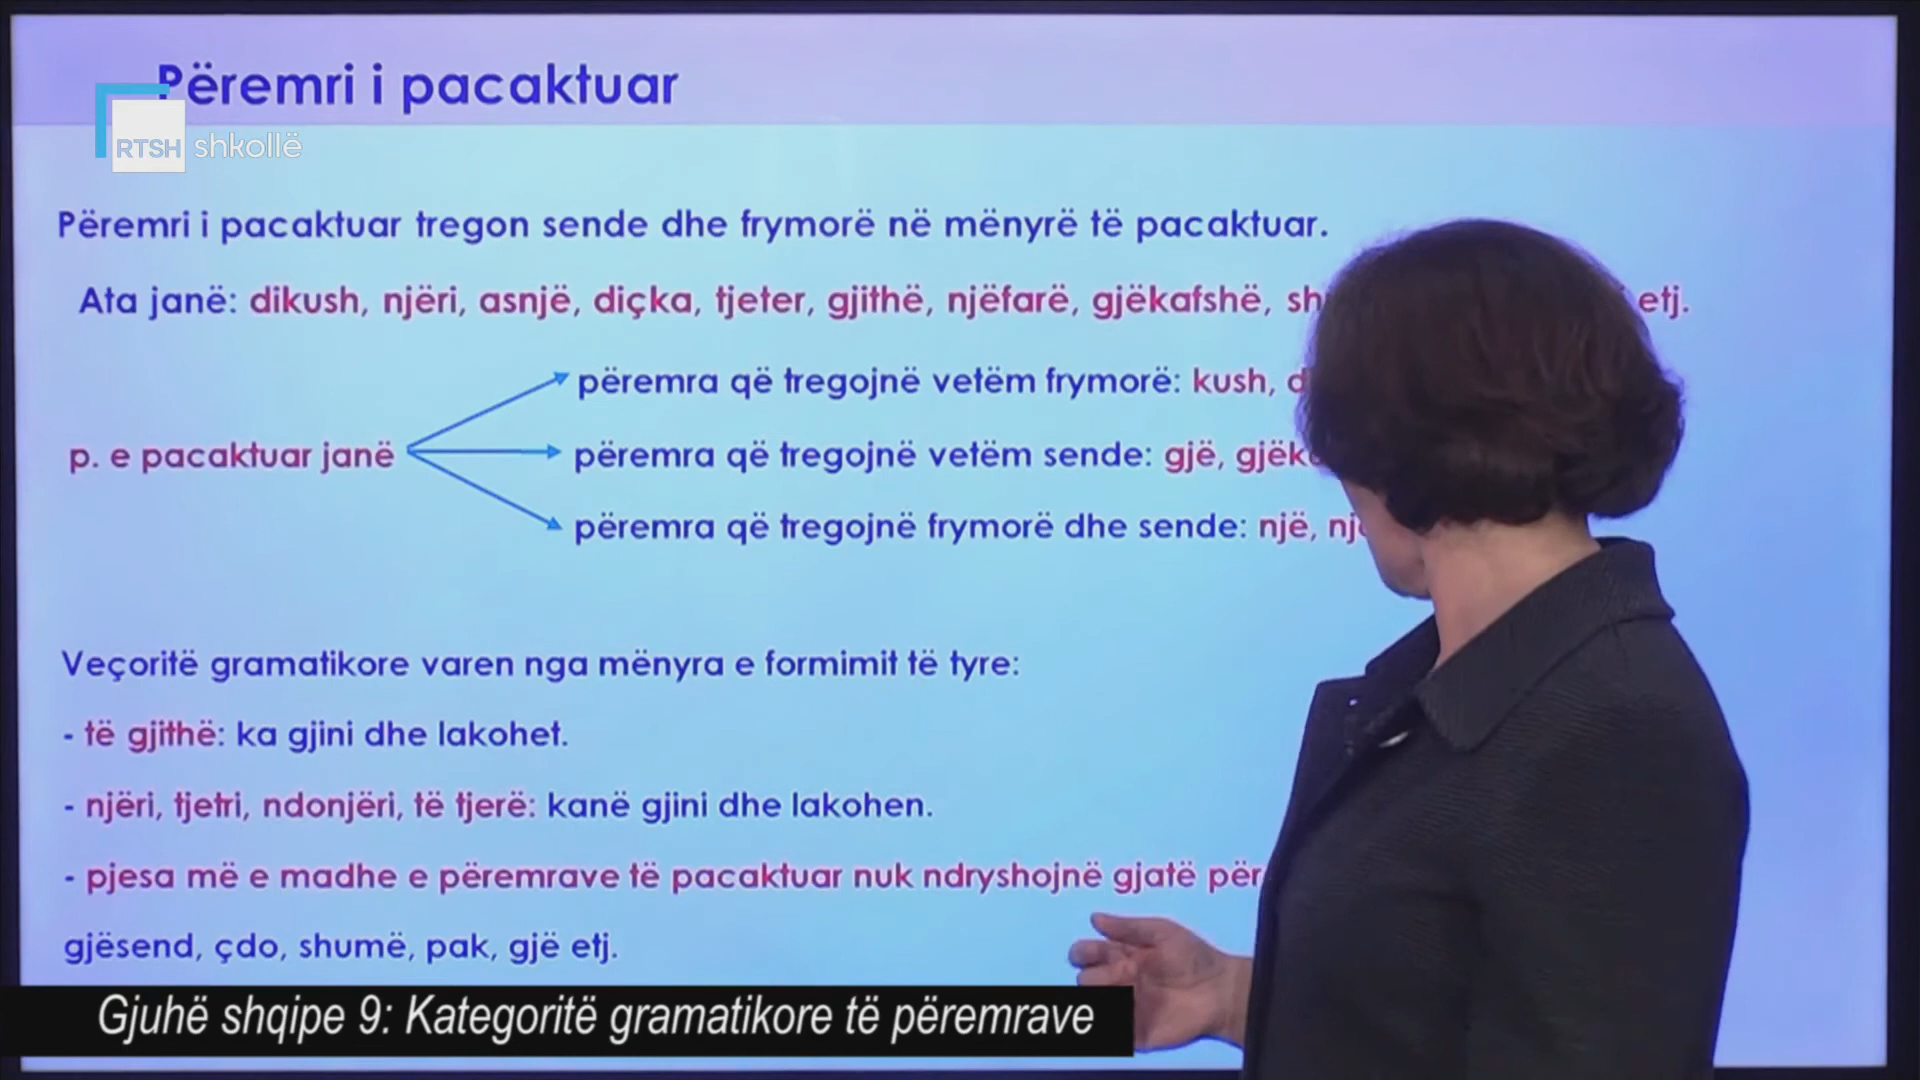 Përemri i pacaktuar
RTSH shkollë
Përemri i pacaktuar tregon sende dhe frymorë në mënyrë të pacaktuar.
Ata janë: dikush, njëri, asnjë, diçka, tjeter, gjithë, njëfarë, gjëkafshë, etj.
përemra që tregojnë vetëm frymorë: kush,
p. e pacaktuar janë
përemra që tregojnë vetëm sende: gjë,
përemra që tregojnë frymorë dhe sende: një,
Veçoritë gramatikore varen nga mënyra e formimit të tyre:
- të gjithë: ka gjini dhe lakohet.
- njëri, tjetri, ndonjëri, të tjerë: kanë gjini dhe lakohen.
- pjesa më e madhe e përemrave të pacaktuar nuk ndryshojnë gjatë
gjësend, çdo, shumë, pak, gjë etj.
Gjuhë shqipe 9: Kategoritë gramatikore të përemrave